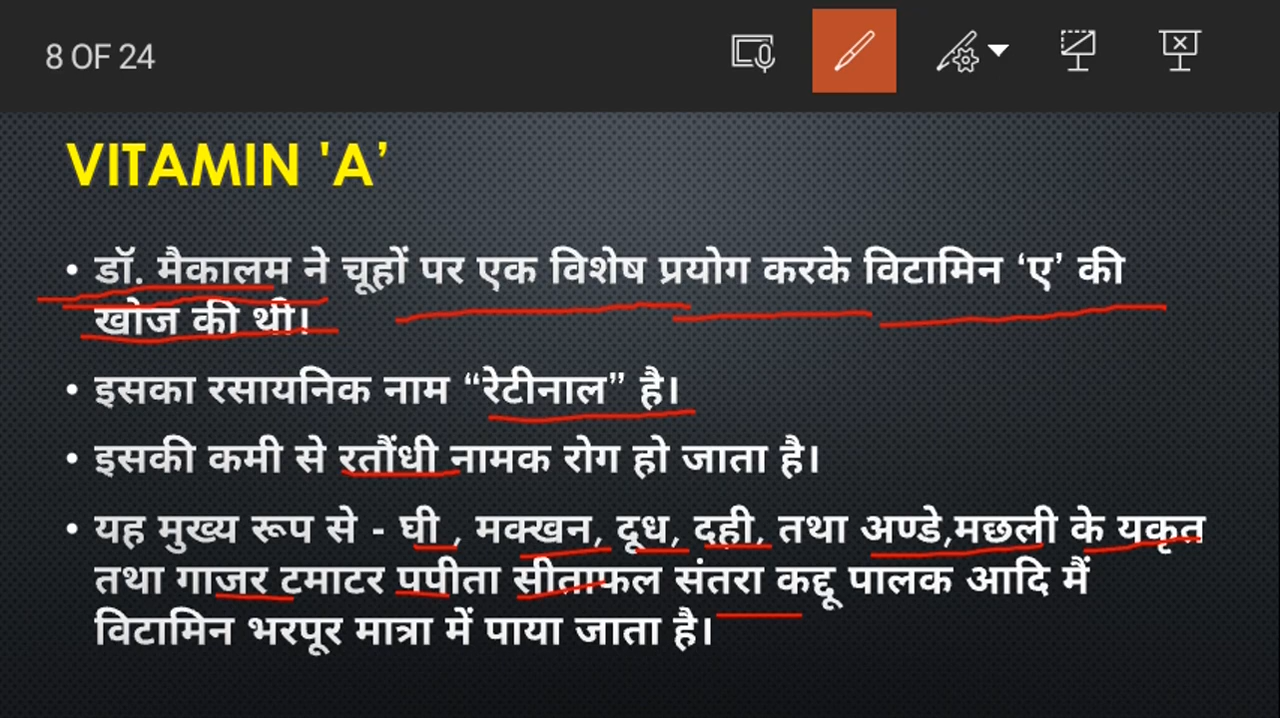 8 OF 24
VITAMIN 'A’
• डॉ. मैकालम ने चूहों पर एक विशेष प्रयोग करके विटामिन ‘ए’ की
खोज की थी।
• इसका रसायनिक नाम “रेटीनाल” है।
• इसकी कमी से रतौंधी नामक रोग हो जाता है।
• यह मुख्य रूप से - घी , मक्खन, दूध, दही, तथा अण्डे,मछली के यकृत
तथा गाजर टमाटर पपीता सीताफल संतरा कद्दू पालक आदि मैं
विटामिन भरपूर मात्रा में पाया जाता है।